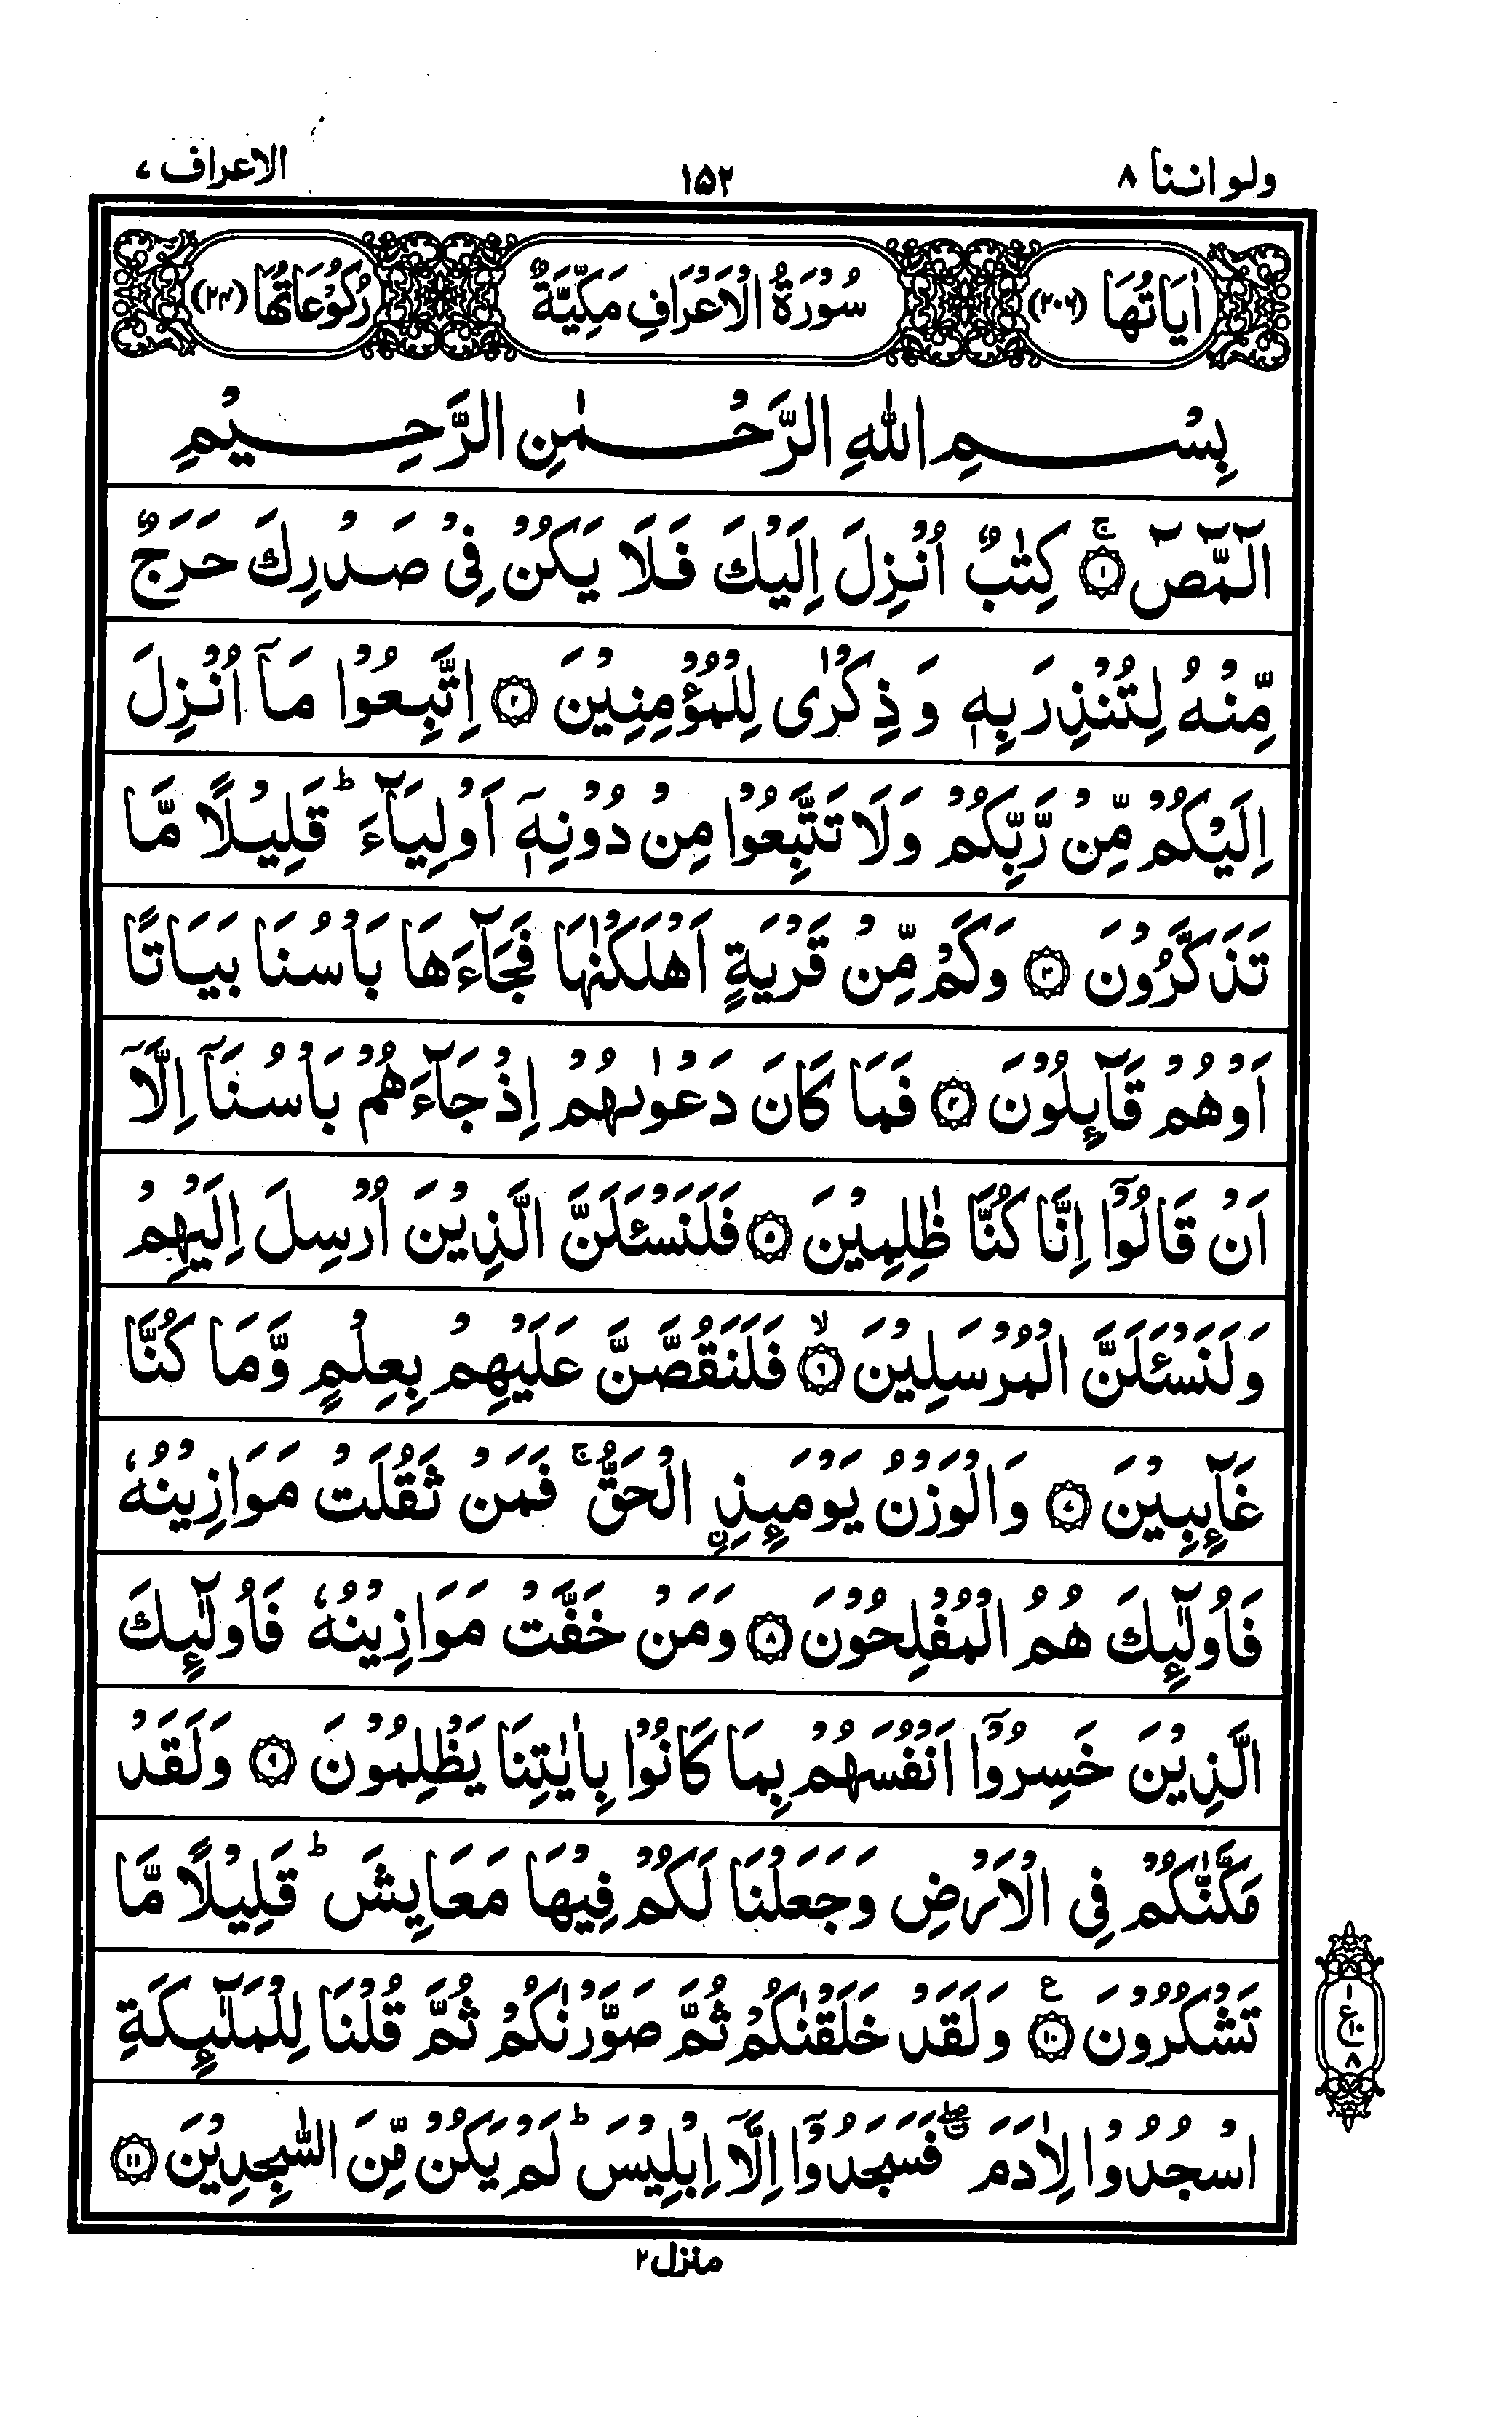 ولو اننا ٨
١٥٢
الاعراف ٧
اٰيَاتُهَا (٢٠٦)
سُوْرَةُ الْاَعْرَافِ مَكِّيَّةٌ
رُكُوْعَاتُهَا (٢٤)
بِسْمِ اللّٰهِ الرَّحْمٰنِ الرَّحِيْمِ
الٓمّٓصٓ ۚ﴿١﴾ كِتٰبٌ اُنْزِلَ اِلَيْكَ فَلَا يَكُنْ فِيْ صَدْرِكَ حَرَجٌ
مِّنْهُ لِتُنْذِرَ بِهٖ وَذِكْرٰى لِلْمُؤْمِنِيْنَ ﴿٢﴾ اِتَّبِعُوْا مَآ اُنْزِلَ
اِلَيْكُمْ مِّنْ رَّبِّكُمْ وَلَا تَتَّبِعُوْا مِنْ دُوْنِهٖٓ اَوْلِيَآءَ ؕ قَلِيْلًا مَّا
تَذَكَّرُوْنَ ﴿٣﴾ وَكَمْ مِّنْ قَرْيَةٍ اَهْلَكْنٰهَا فَجَآءَهَا بَاْسُنَا بَيَاتًا
اَوْ هُمْ قَآئِلُوْنَ ﴿٤﴾ فَمَا كَانَ دَعْوٰىهُمْ اِذْ جَآءَهُمْ بَاْسُنَآ اِلَّآ
اَنْ قَالُوْٓا اِنَّا كُنَّا ظٰلِمِيْنَ ﴿٥﴾ فَلَنَسْـَٔلَنَّ الَّذِيْنَ اُرْسِلَ اِلَيْهِمْ
وَلَنَسْـَٔلَنَّ الْمُرْسَلِيْنَ ۙ﴿٦﴾ فَلَنَقُصَّنَّ عَلَيْهِمْ بِعِلْمٍ وَّمَا كُنَّا
غَآئِبِيْنَ ﴿٧﴾ وَالْوَزْنُ يَوْمَئِذِ ۣالْحَقُّ ۚ فَمَنْ ثَقُلَتْ مَوَازِيْنُهٗ
فَاُولٰٓئِكَ هُمُ الْمُفْلِحُوْنَ ﴿٨﴾ وَمَنْ خَفَّتْ مَوَازِيْنُهٗ فَاُولٰٓئِكَ
الَّذِيْنَ خَسِرُوْٓا اَنْفُسَهُمْ بِمَا كَانُوْا بِاٰيٰتِنَا يَظْلِمُوْنَ ﴿٩﴾ وَلَقَدْ
مَكَّنّٰكُمْ فِي الْاَرْضِ وَجَعَلْنَا لَكُمْ فِيْهَا مَعَايِشَ ؕ قَلِيْلًا مَّا
تَشْكُرُوْنَ ﴿١٠﴾ ع وَلَقَدْ خَلَقْنٰكُمْ ثُمَّ صَوَّرْنٰكُمْ ثُمَّ قُلْنَا لِلْمَلٰٓئِكَةِ
اسْجُدُوْا لِاٰدَمَ ۖ فَسَجَدُوْٓا اِلَّآ اِبْلِيْسَ ؕ لَمْ يَكُنْ مِّنَ السّٰجِدِيْنَ ﴿١١﴾
١
ع ١٠
٨
منزل ٢